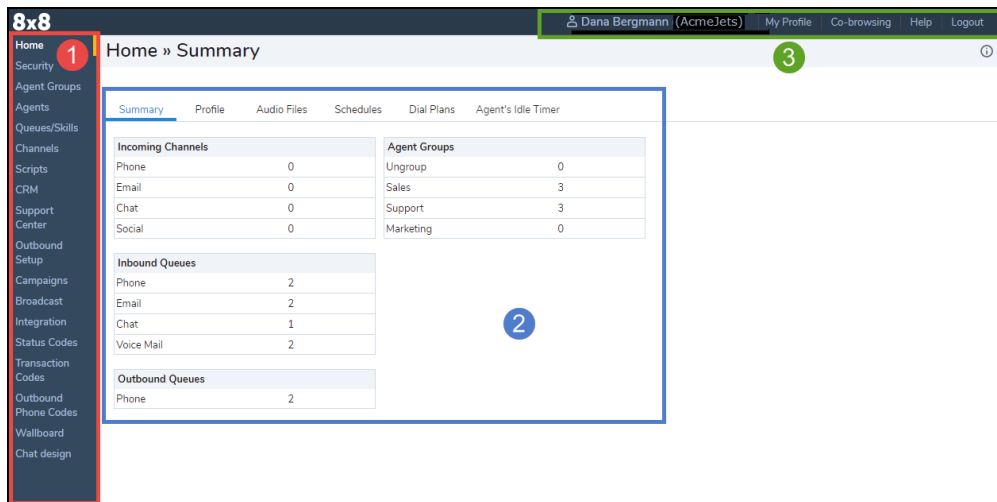 8x8
Dana Bergmann (AcmeJets) My Profile Co-browsing Help Logout
Home
Security
Agent Groups
Agents
Queues/Skills
Channels
Scripts
CRM
Support
Center
Outbound
Setup
Campaigns
Broadcast
Integration
Status Codes
Transaction
Codes
Outbound
Phone Codes
Wallboard
Chat design
1
Home » Summary
3
Summary Profile Audio Files Schedules Dial Plans Agent's Idle Timer
Incoming Channels
Phone 0
Email 0
Chat 0
Social 0
Agent Groups
Ungroup 0
Sales 3
Support 3
Marketing 0
Inbound Queues
Phone 2
Email 2
Chat 1
Voice Mail 2
2
Outbound Queues
Phone 2